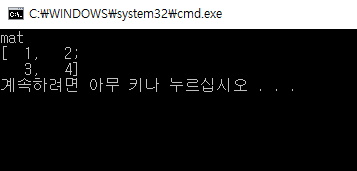 C:₩WINDOWS₩system32₩cmd.exe
mat
[  1,   2;
   3,   4]
계속하려면 아무 키나 누르십시오 . . .